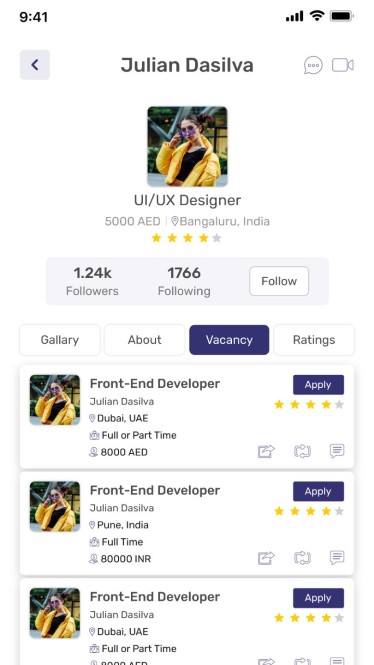 9:41
Julian Dasilva
UI/UX Designer
5000 AED Bangaluru, India
1.24k 1766
Followers Following Follow
Gallary About Vacancy Ratings
Front-End Developer Apply
Julian Dasilva
Dubai, UAE
Full or Part Time
8000 AED
Front-End Developer Apply
Julian Dasilva
Pune, India
Full Time
80000 INR
Front-End Developer Apply
Julian Dasilva
Dubai, UAE
Full or Part Time